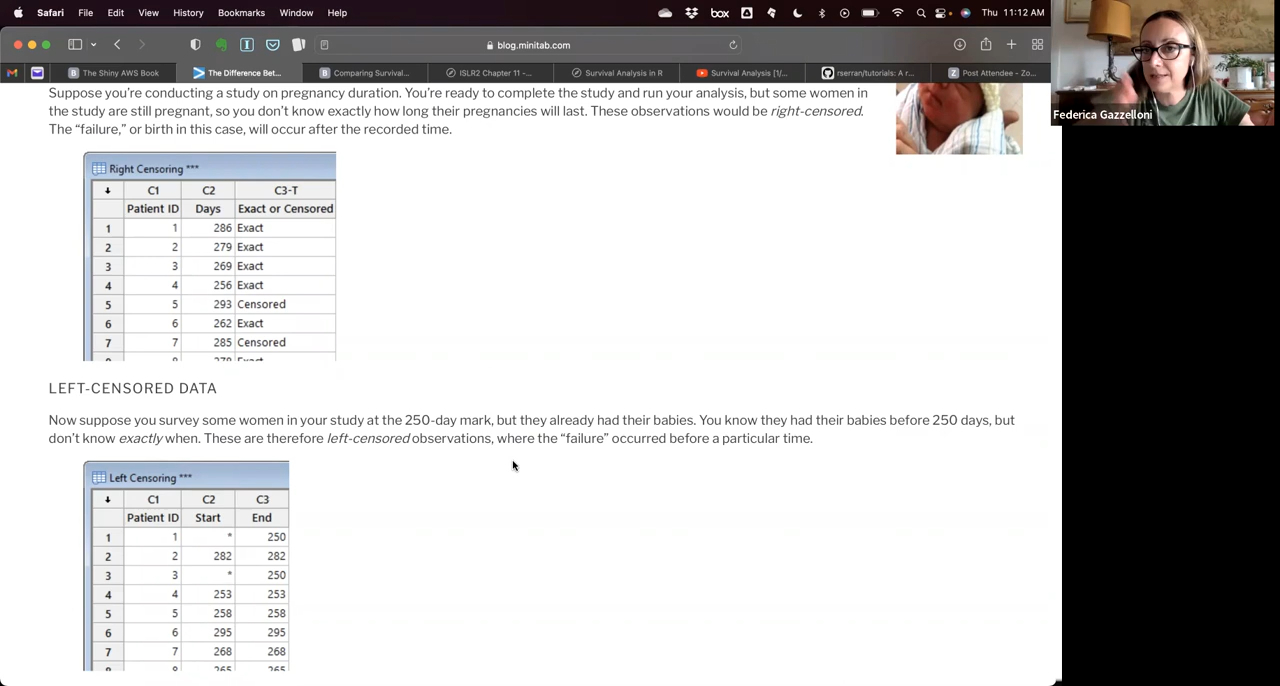 Safari File Edit View History Bookmarks Window Help box Thu 11:12 AM
blog.minitab.com
The Shiny AWS Book The Difference Bet... Comparing Survival... ISLR2 Chapter 11 -... Survival Analysis in R Survival Analysis [1/... rserran/tutorials: A r... Post Attendee - Zo...
Suppose you're conducting a study on pregnancy duration. You're ready to complete the study and run your analysis, but some women in
the study are still pregnant, so you don't know exactly how long their pregnancies will last. These observations would be right-censored.
The “failure,” or birth in this case, will occur after the recorded time.
Right Censoring ***
C1 C2 C3-T
Patient ID Days Exact or Censored
1 1 286 Exact
2 2 279 Exact
3 3 269 Exact
4 4 256 Exact
5 5 293 Censored
6 6 262 Exact
7 7 285 Censored
LEFT-CENSORED DATA
Now suppose you survey some women in your study at the 250-day mark, but they already had their babies. You know they had their babies before 250 days, but
don't know exactly when. These are therefore left-censored observations, where the “failure” occurred before a particular time.
Left Censoring ***
C1 C2 C3
Patient ID Start End
1 1 * 250
2 2 282 282
3 3 * 250
4 4 253 253
5 5 258 258
6 6 295 295
7 7 268 268
Federica Gazzelloni